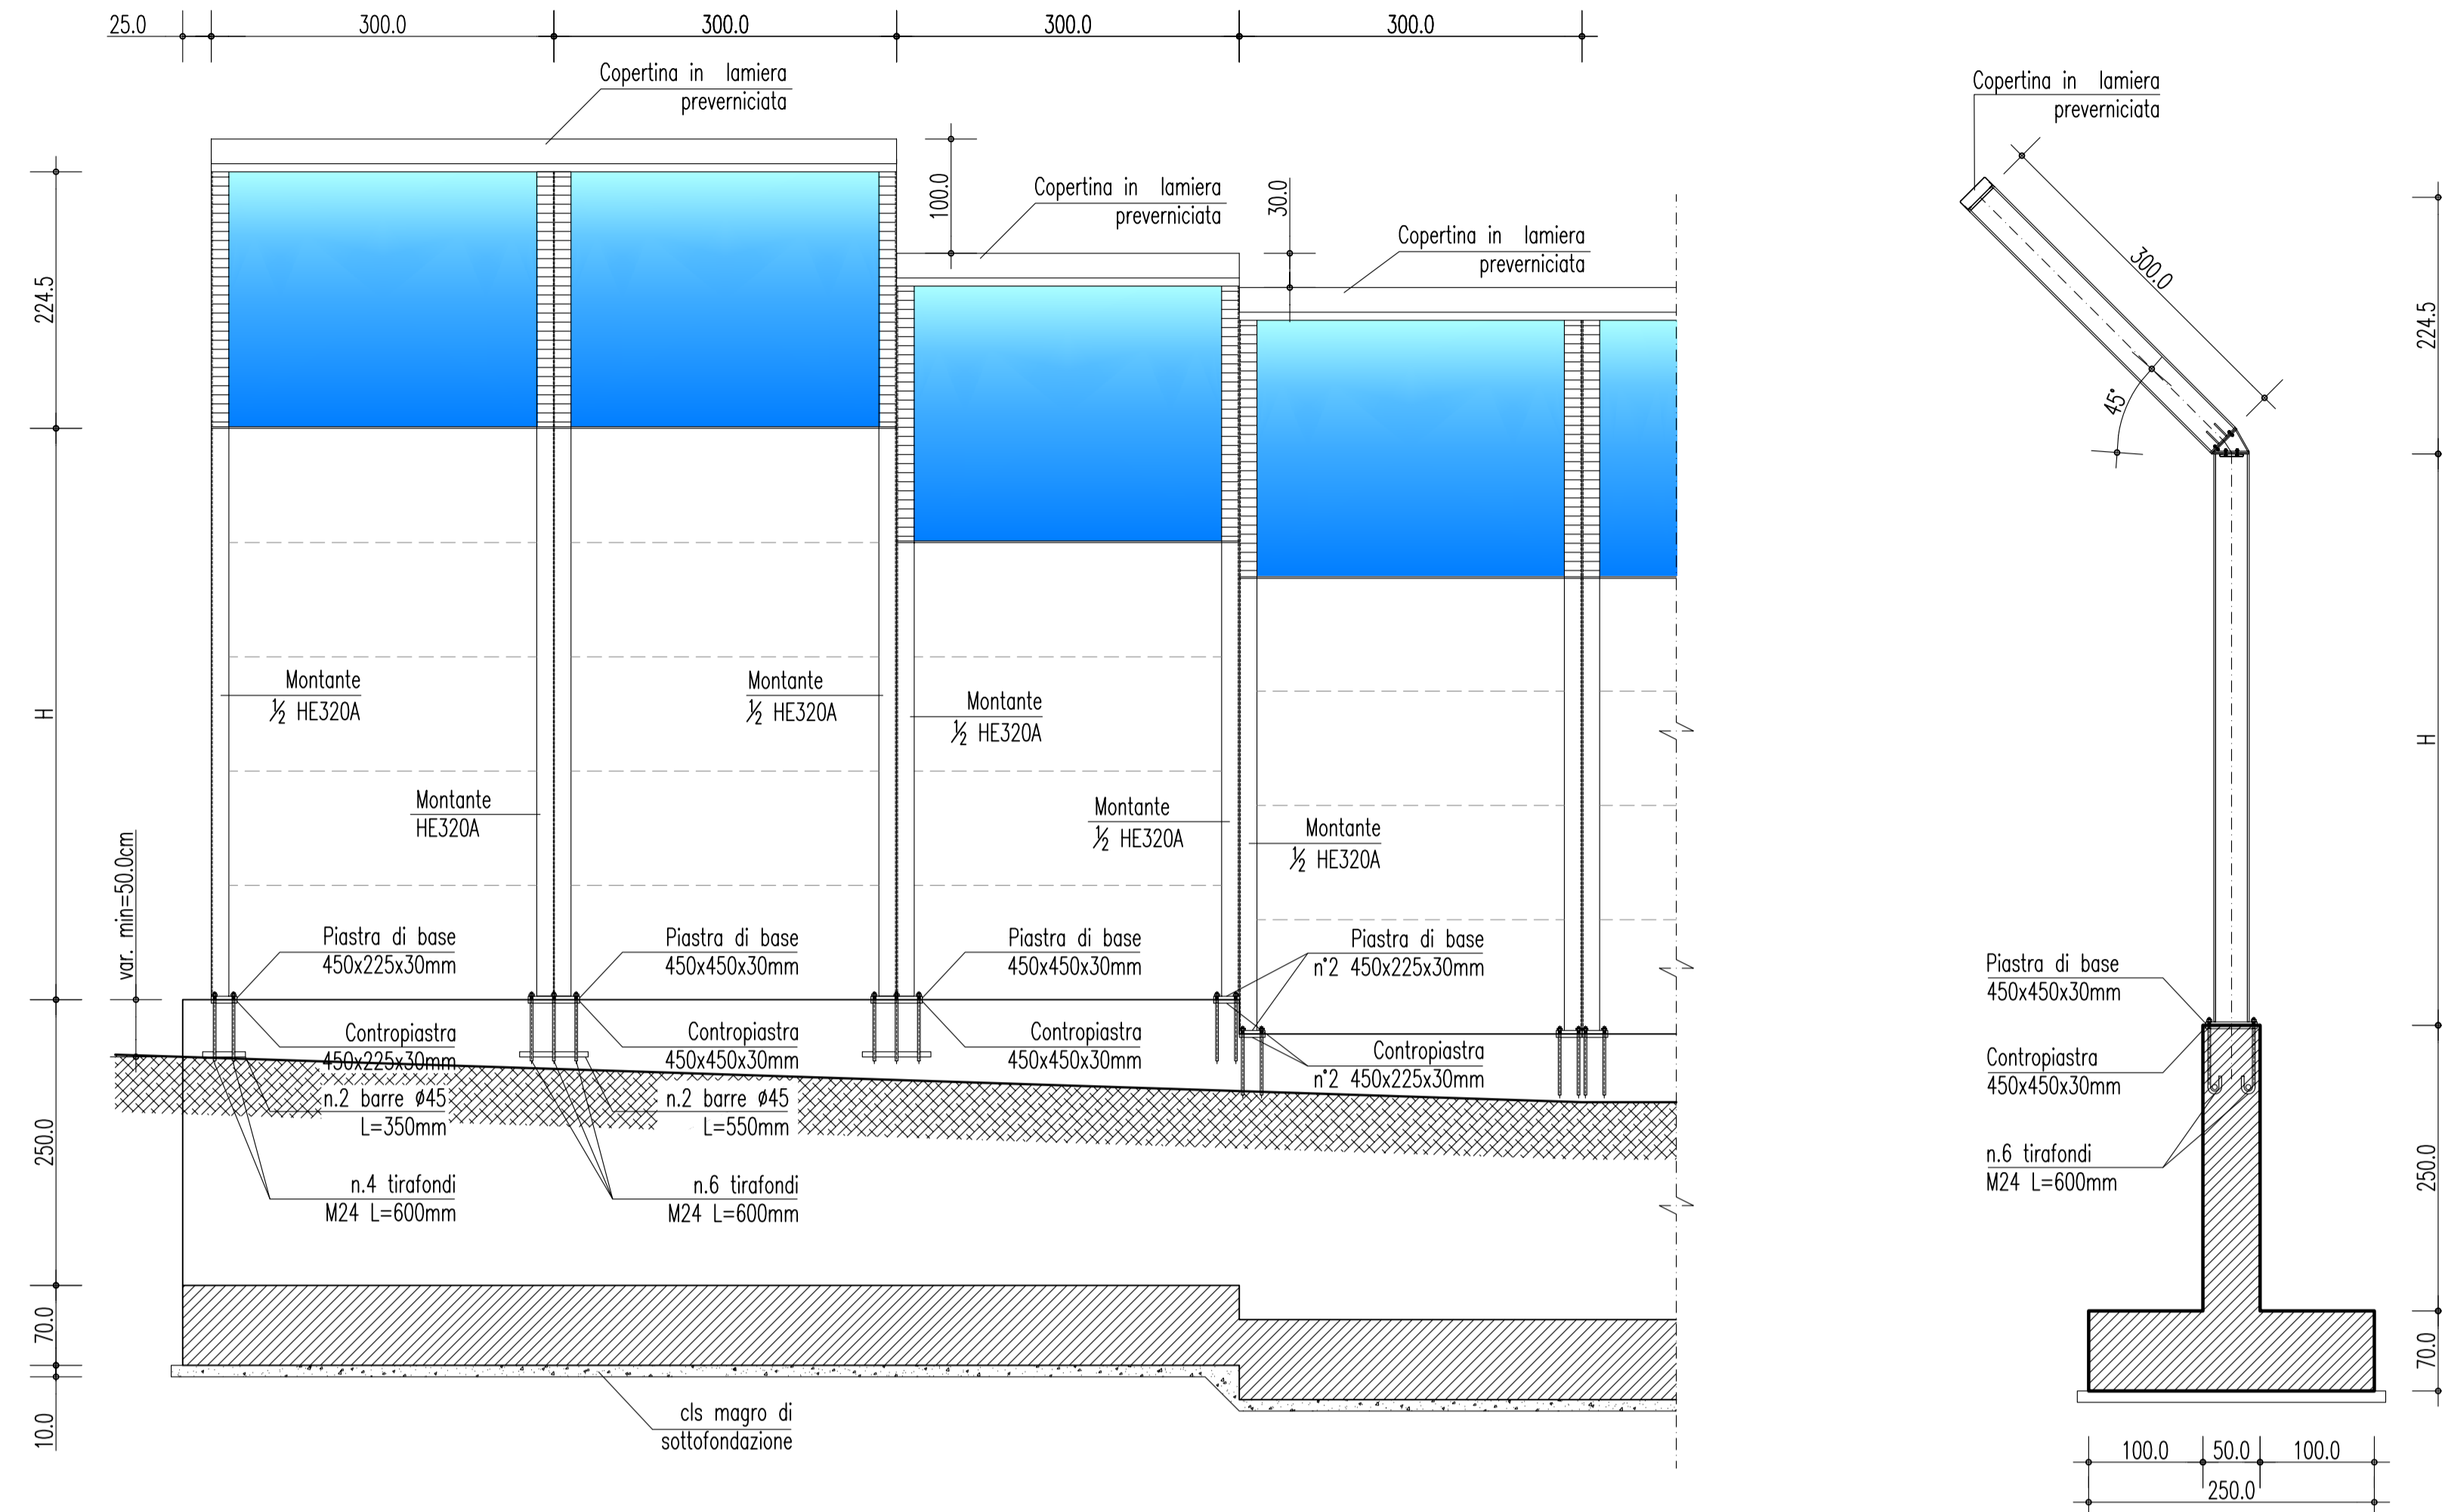 25.0
300.0
300.0
300.0
300.0
Copertina in lamiera
preverniciata
100.0
Copertina in lamiera
preverniciata
30.0
Copertina in lamiera
preverniciata
224.5
H
var. min=50.0cm
250.0
70.0
10.0
Montante
½ HE320A
Montante
HE320A
Montante
½ HE320A
Montante
½ HE320A
Montante
½ HE320A
Montante
½ HE320A
Piastra di base
450x225x30mm
Piastra di base
450x450x30mm
Piastra di base
450x450x30mm
Piastra di base
n°2 450x225x30mm
Contropiastra
450x225x30mm
Contropiastra
450x450x30mm
Contropiastra
450x450x30mm
Contropiastra
n°2 450x225x30mm
n.2 barre ø45
L=350mm
n.2 barre ø45
L=550mm
n.4 tirafondi
M24 L=600mm
n.6 tirafondi
M24 L=600mm
cls magro di
sottofondazione
Copertina in lamiera
preverniciata
300.0
45°
224.5
H
Piastra di base
450x450x30mm
Contropiastra
450x450x30mm
n.6 tirafondi
M24 L=600mm
250.0
70.0
100.0
50.0
100.0
250.0